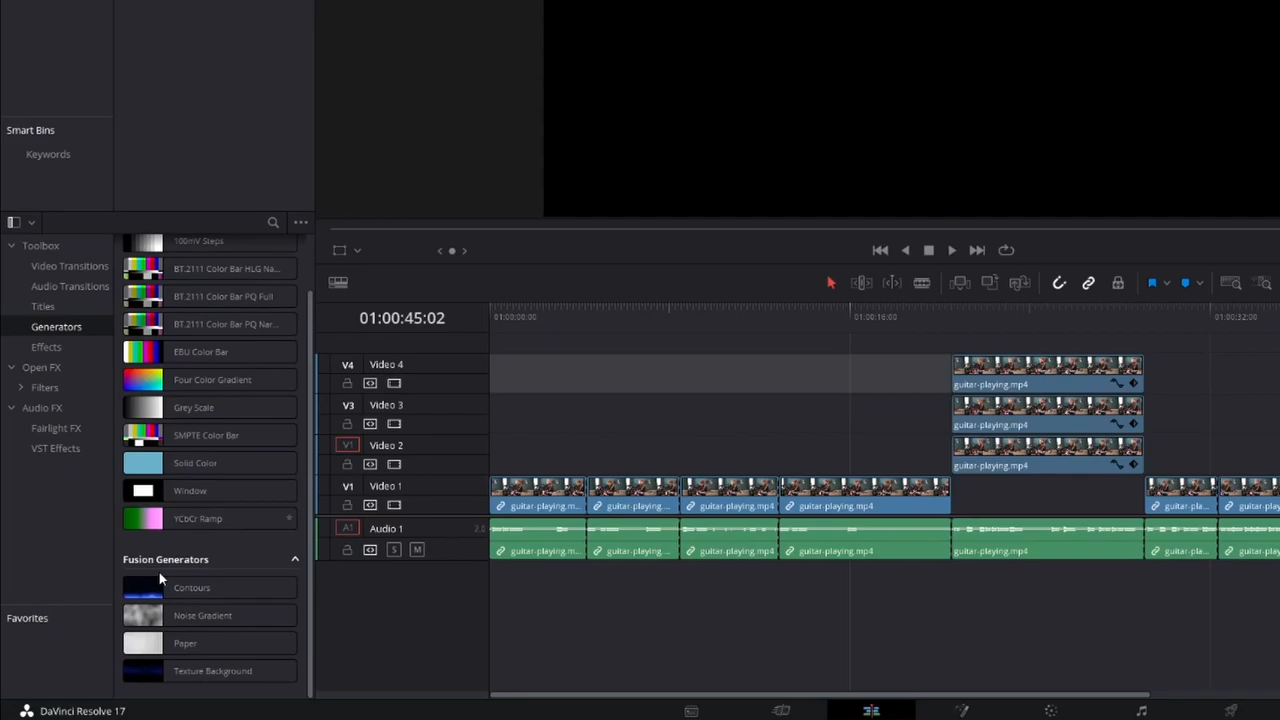 Smart Bins
Keywords
Toolbox
Video Transitions
Audio Transitions
Titles
Generators
Effects
Open FX
Filters
Audio FX
Fairlight FX
VST Effects
Favorites
100mV Steps
BT.2111 Color Bar HLG Na...
BT.2111 Color Bar PQ Full
BT.2111 Color Bar PQ Nar...
EBU Color Bar
Four Color Gradient
Grey Scale
SMPTE Color Bar
Solid Color
Window
YCbCr Ramp
Fusion Generators
Contours
Noise Gradient
Paper
Texture Background
01:00:45:02
01:00:00:00
01:00:16:00
01:00:32:00
V4 Video 4
guitar-playing.mp4
V3 Video 3
guitar-playing.mp4
V1 Video 2
guitar-playing.mp4
V1 Video 1
guitar-playing.m... guitar-playing.... guitar-playing.mp4 guitar-playing.mp4 guitar-pla... guitar-pla
A1 Audio 1 2.0
S M
guitar-playing.m... guitar-playing.... guitar-playing.mp4 guitar-playing.mp4 guitar-playing.mp4 guitar-pla... guitar-pla
DaVinci Resolve 17